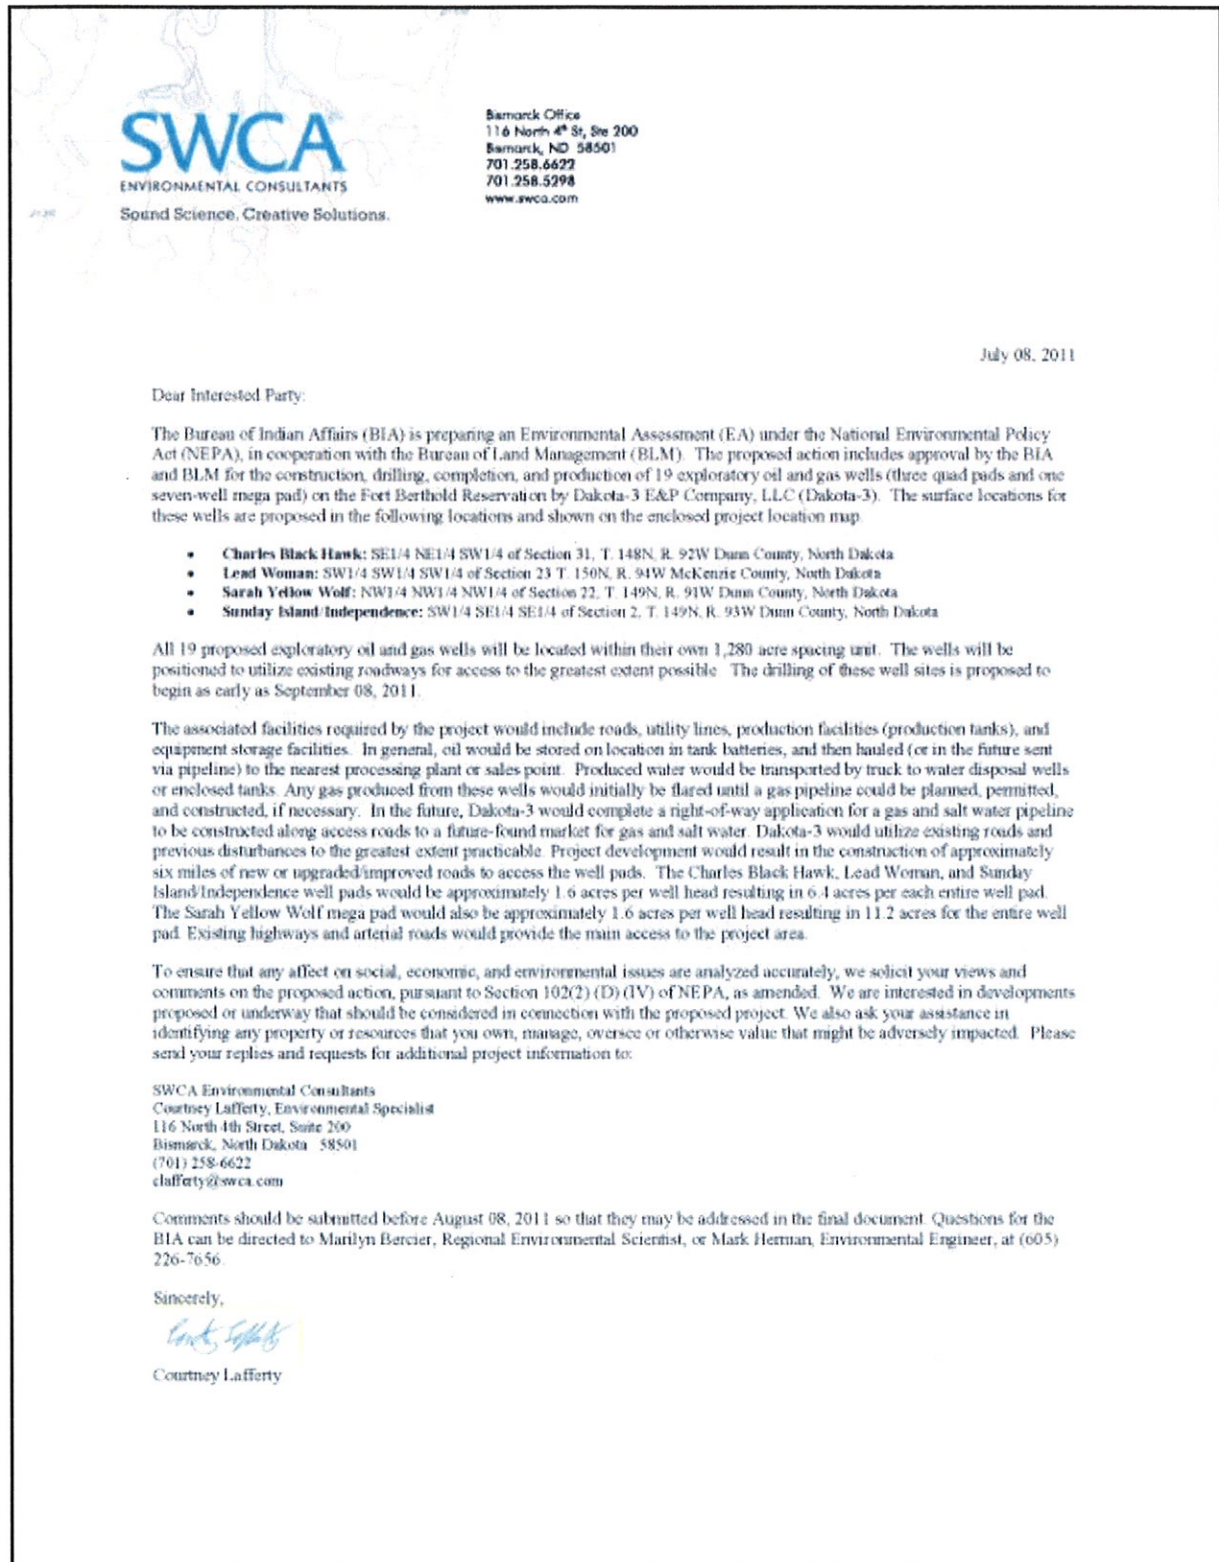 SWCA
ENVIRONMENTAL CONSULTANTS
Sound Science. Creative Solutions.
Bismarck Office
116 North 4th St, Ste 200
Bismarck, ND 58501
701.258.6622
701.258.5298
www.swca.com
July 08, 2011
Dear Interested Party:
The Bureau of Indian Affairs (BIA) is preparing an Environmental Assessment (EA) under the National Environmental Policy
Act (NEPA), in cooperation with the Bureau of Land Management (BLM). The proposed action includes approval by the BIA
and BLM for the construction, drilling, completion, and production of 19 exploratory oil and gas wells (three quad pads and one
seven-well mega pad) on the Fort Berthold Reservation by Dakota-3 E&P Company, LLC (Dakota-3). The surface locations for
these wells are proposed in the following locations and shown on the enclosed project location map.
• Charles Black Hawk: SE1/4 NE1/4 SW1/4 of Section 31, T. 148N, R. 92W Dunn County, North Dakota
• Lead Woman: SW1/4 SW1/4 SW1/4 of Section 23 T. 150N, R. 94W McKenzie County, North Dakota
• Sarah Yellow Wolf: NW1/4 NW1/4 NW1/4 of Section 22, T. 149N, R. 91W Dunn County, North Dakota
• Sunday Island/Independence: SW1/4 SE1/4 SE1/4 of Section 2, T. 149N, R. 93W Dunn County, North Dakota
All 19 proposed exploratory oil and gas wells will be located within their own 1,280 acre spacing unit. The wells will be
positioned to utilize existing roadways for access to the greatest extent possible. The drilling of these well sites is proposed to
begin as early as September 08, 2011.
The associated facilities required by the project would include roads, utility lines, production facilities (production tanks), and
equipment storage facilities. In general, oil would be stored on location in tank batteries, and then hauled (or in the future sent
via pipeline) to the nearest processing plant or sales point. Produced water would be transported by truck to water disposal wells
or enclosed tanks. Any gas produced from these wells would initially be flared until a gas pipeline could be planned, permitted,
and constructed, if necessary. In the future, Dakota-3 would complete a right-of-way application for a gas and salt water pipeline
to be constructed along access roads to a future-found market for gas and salt water. Dakota-3 would utilize existing roads and
previous disturbances to the greatest extent practicable. Project development would result in the construction of approximately
six miles of new or upgraded/improved roads to access the well pads. The Charles Black Hawk, Lead Woman, and Sunday
Island/Independence well pads would be approximately 1.6 acres per well head resulting in 6.4 acres per each entire well pad.
The Sarah Yellow Wolf mega pad would also be approximately 1.6 acres per well head resulting in 11.2 acres for the entire well
pad. Existing highways and arterial roads would provide the main access to the project area.
To ensure that any affect on social, economic, and environmental issues are analyzed accurately, we solicit your views and
comments on the proposed action, pursuant to Section 102(2) (D) (IV) of NEPA, as amended. We are interested in developments
proposed or underway that should be considered in connection with the proposed project. We also ask your assistance in
identifying any property or resources that you own, manage, oversee or otherwise value that might be adversely impacted. Please
send your replies and requests for additional project information to:
SWCA Environmental Consultants
Courtney Lafferty, Environmental Specialist
116 North 4th Street, Suite 200
Bismarck, North Dakota 58501
(701) 258-6622
clafferty@swca.com
Comments should be submitted before August 08, 2011 so that they may be addressed in the final document. Questions for the
BIA can be directed to Marilyn Bercier, Regional Environmental Scientist, or Mark Herman, Environmental Engineer, at (605)
226-7656.
Sincerely,
Courtney Lafferty